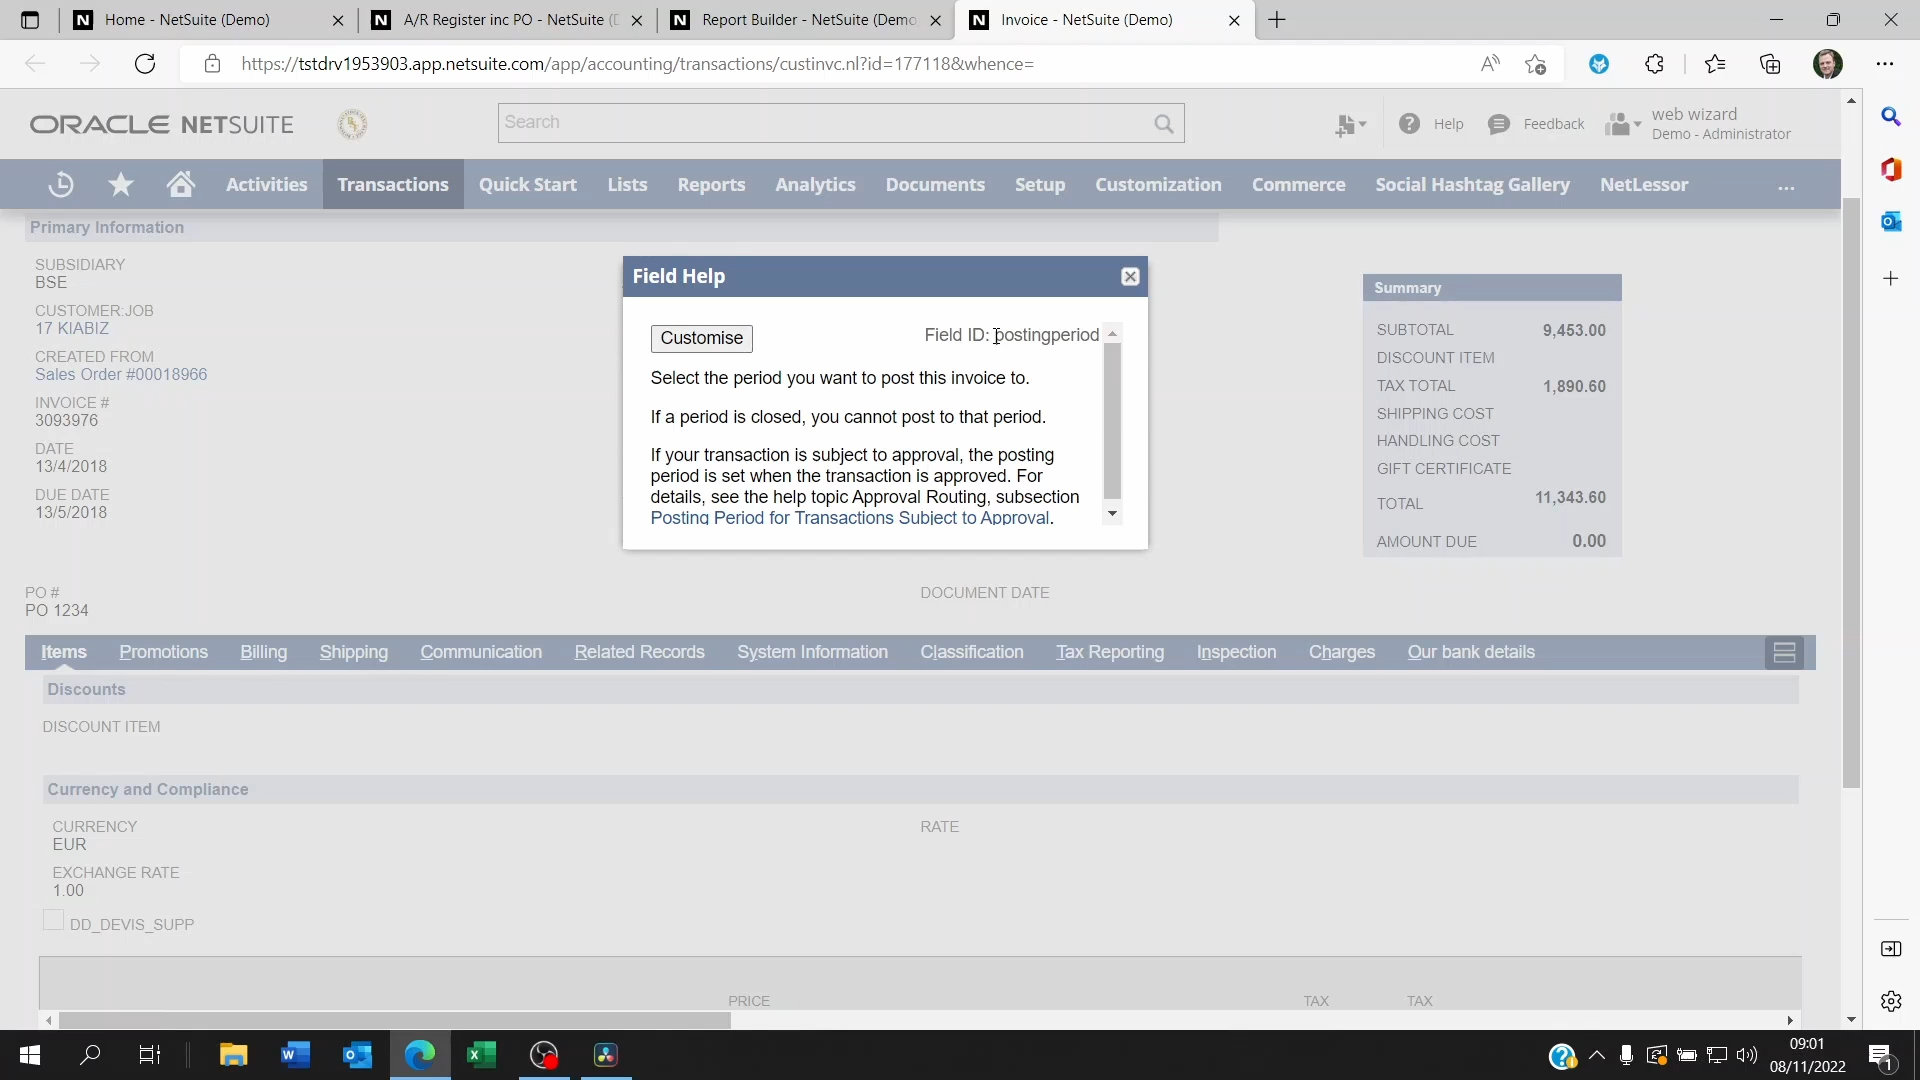 Home - NetSuite (Demo)
A/R Register inc PO - NetSuite (D
Report Builder - NetSuite (Demo
Invoice - NetSuite (Demo)
https://tstdrv1953903.app.netsuite.com/app/accounting/transactions/custinvc.nl?id=177118&whence=
ORACLE NETSUITE
Search
Help
Feedback
web wizard
Demo - Administrator
Activities Transactions Quick Start Lists Reports Analytics Documents Setup Customization Commerce Social Hashtag Gallery NetLessor ...
Primary Information
SUBSIDIARY
BSE
CUSTOMER:JOB
17 KIABIZ
CREATED FROM
Sales Order #00018966
INVOICE #
3093976
DATE
13/4/2018
DUE DATE
13/5/2018
Field Help
Customise
Field ID: postingperiod
Select the period you want to post this invoice to.
If a period is closed, you cannot post to that period.
If your transaction is subject to approval, the posting
period is set when the transaction is approved. For
details, see the help topic Approval Routing, subsection
Posting Period for Transactions Subject to Approval.
Summary
SUBTOTAL 9,453.00
DISCOUNT ITEM
TAX TOTAL 1,890.60
SHIPPING COST
HANDLING COST
GIFT CERTIFICATE
TOTAL 11,343.60
AMOUNT DUE 0.00
PO #
PO 1234
DOCUMENT DATE
Items Promotions Billing Shipping Communication Related Records System Information Classification Tax Reporting Inspection Charges Our bank details
Discounts
DISCOUNT ITEM
Currency and Compliance
CURRENCY
EUR
RATE
EXCHANGE RATE
1.00
DD_DEVIS_SUPP
PRICE TAX TAX
09:01
08/11/2022
1